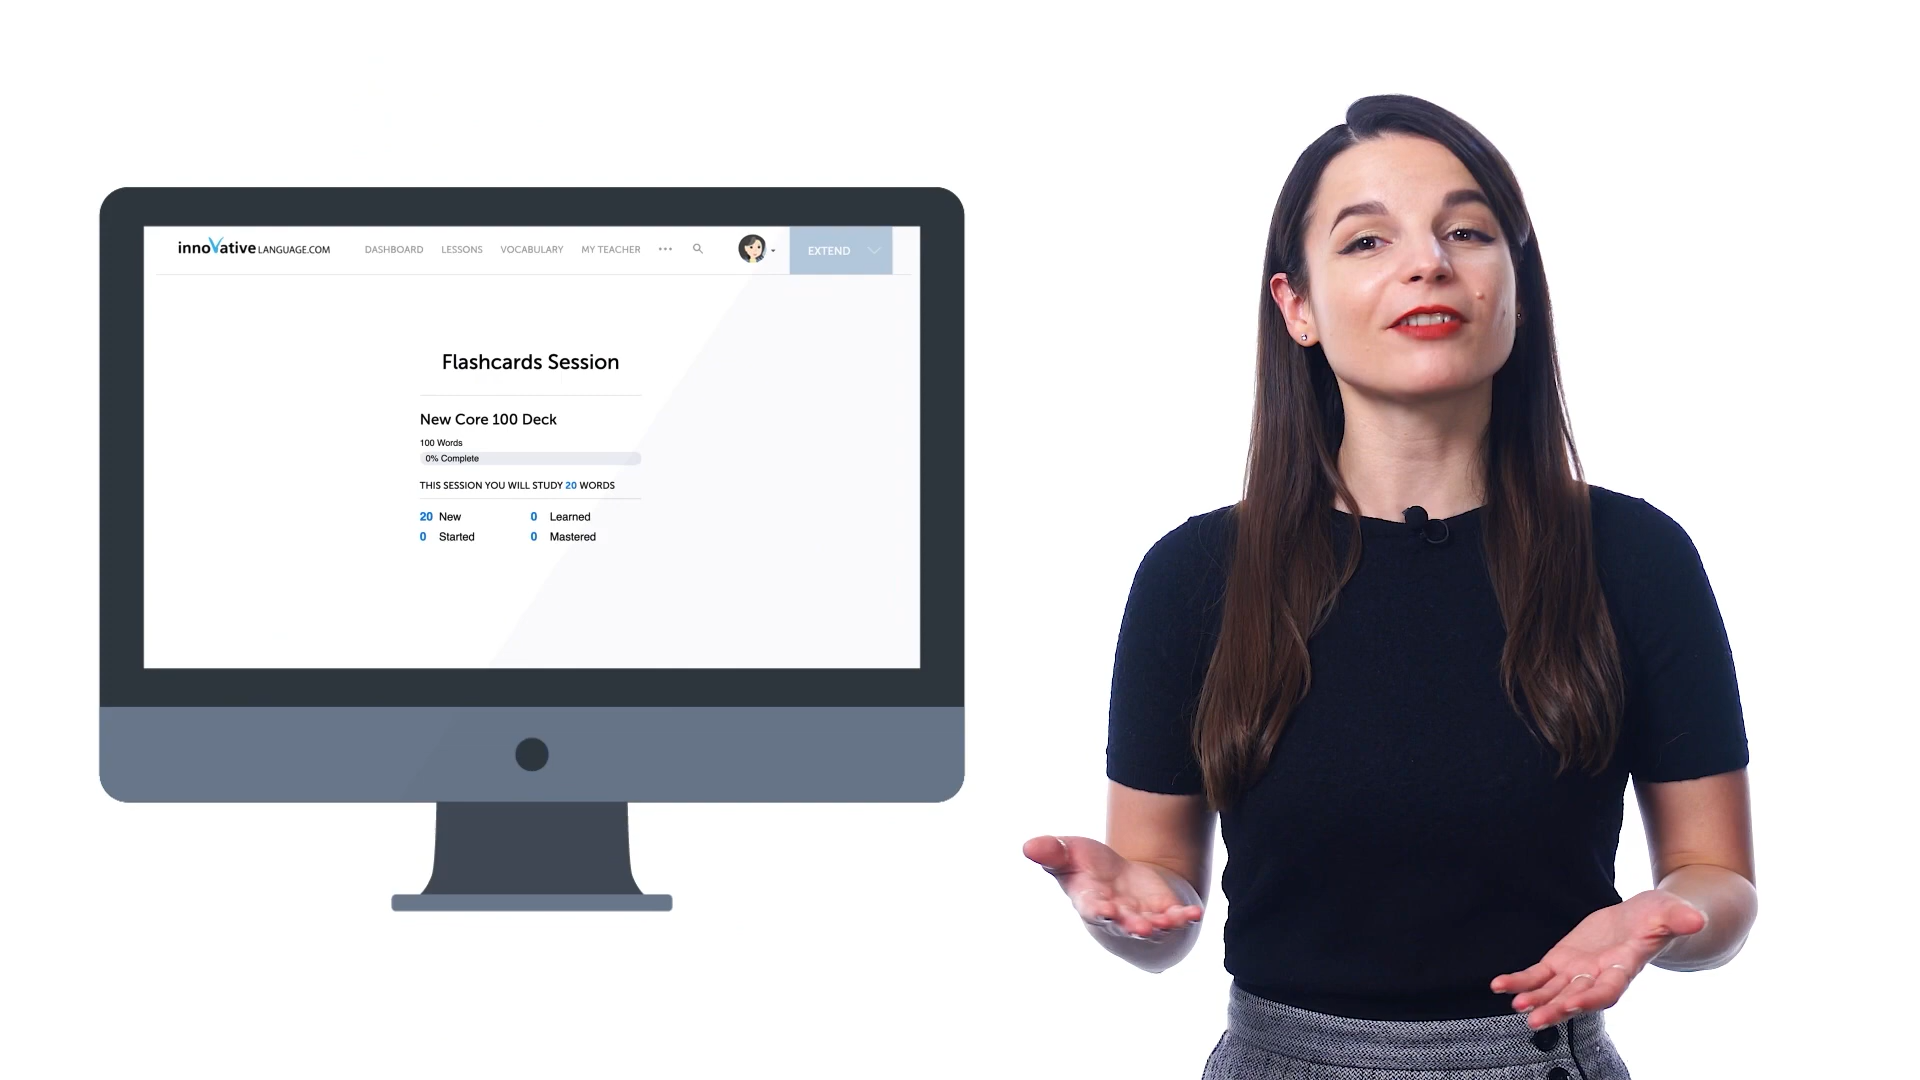 innoVative LANGUAGE.COM DASHBOARD LESSONS VOCABULARY MY TEACHER EXTEND
Flashcards Session
New Core 100 Deck
100 Words
0% Complete
THIS SESSION YOU WILL STUDY 20 WORDS
20 New 0 Learned
0 Started 0 Mastered